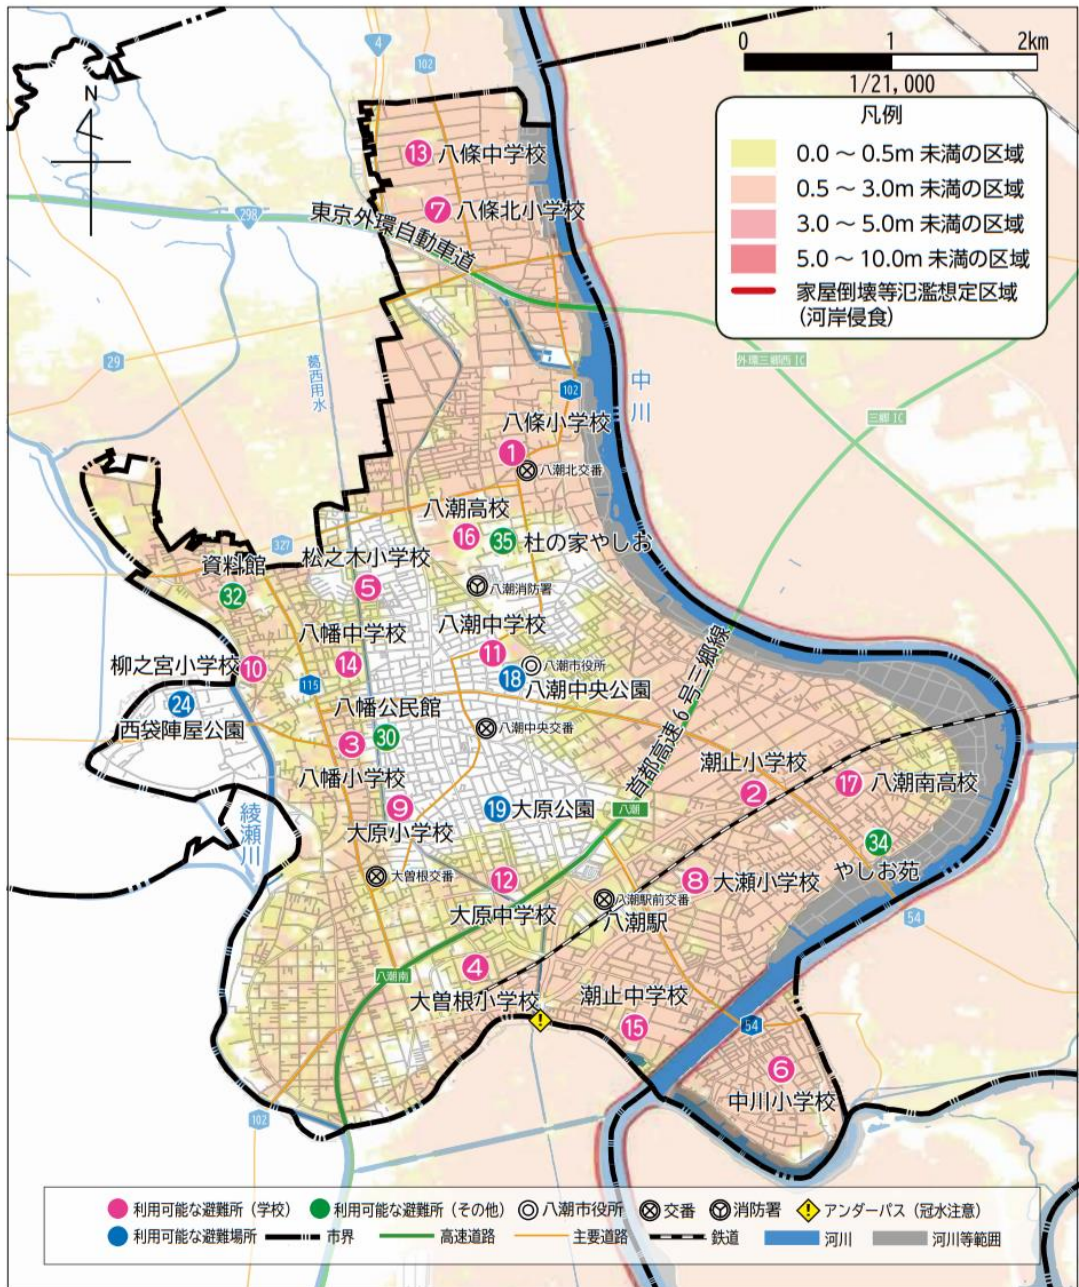 0 1 2km
1/21,000
凡例
0.0 ～ 0.5m 未満の区域
0.5 ～ 3.0m 未満の区域
3.0 ～ 5.0m 未満の区域
5.0 ～ 10.0m 未満の区域
家屋倒壊等氾濫想定区域
(河岸侵食)
N
4
102
13 八條中学校
7 八條北小学校
298
東京外環自動車道
外環三郷西IC
三郷IC
29
葛西用水
中川
102
八條小学校
1
八潮北交番
八潮高校
16
35 杜の家やしお
327
松之木小学校
5
資料館
32
八潮消防署
八幡中学校
14
八潮中学校
11
八潮市役所
18
八潮中央公園
柳之宮小学校 10
115
24
西袋陣屋公園
八幡公民館
30
八潮中央交番
3
八幡小学校
首都高速6号三郷線
潮止小学校
2
17 八潮南高校
9
大原小学校
19 大原公園
八潮
34
やしお苑
綾瀬川
大曽根交番
12
大原中学校
8 大瀬小学校
八潮駅前交番
八潮駅
54
八潮南
4
大曽根小学校
潮止中学校
15
54
6
中川小学校
102
利用可能な避難所（学校） 利用可能な避難所（その他） 八潮市役所 交番 消防署 アンダーパス（冠水注意）
利用可能な避難場所 市界 高速道路 主要道路 鉄道 河川 河川等範囲